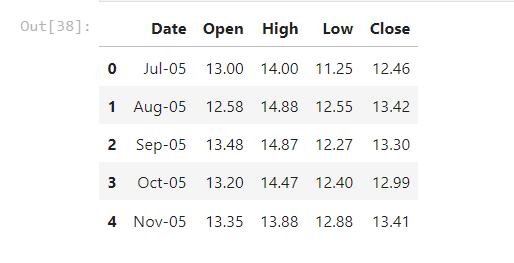 Out[38]:
Date Open High Low Close
0 Jul-05 13.00 14.00 11.25 12.46
1 Aug-05 12.58 14.88 12.55 13.42
2 Sep-05 13.48 14.87 12.27 13.30
3 Oct-05 13.20 14.47 12.40 12.99
4 Nov-05 13.35 13.88 12.88 13.41